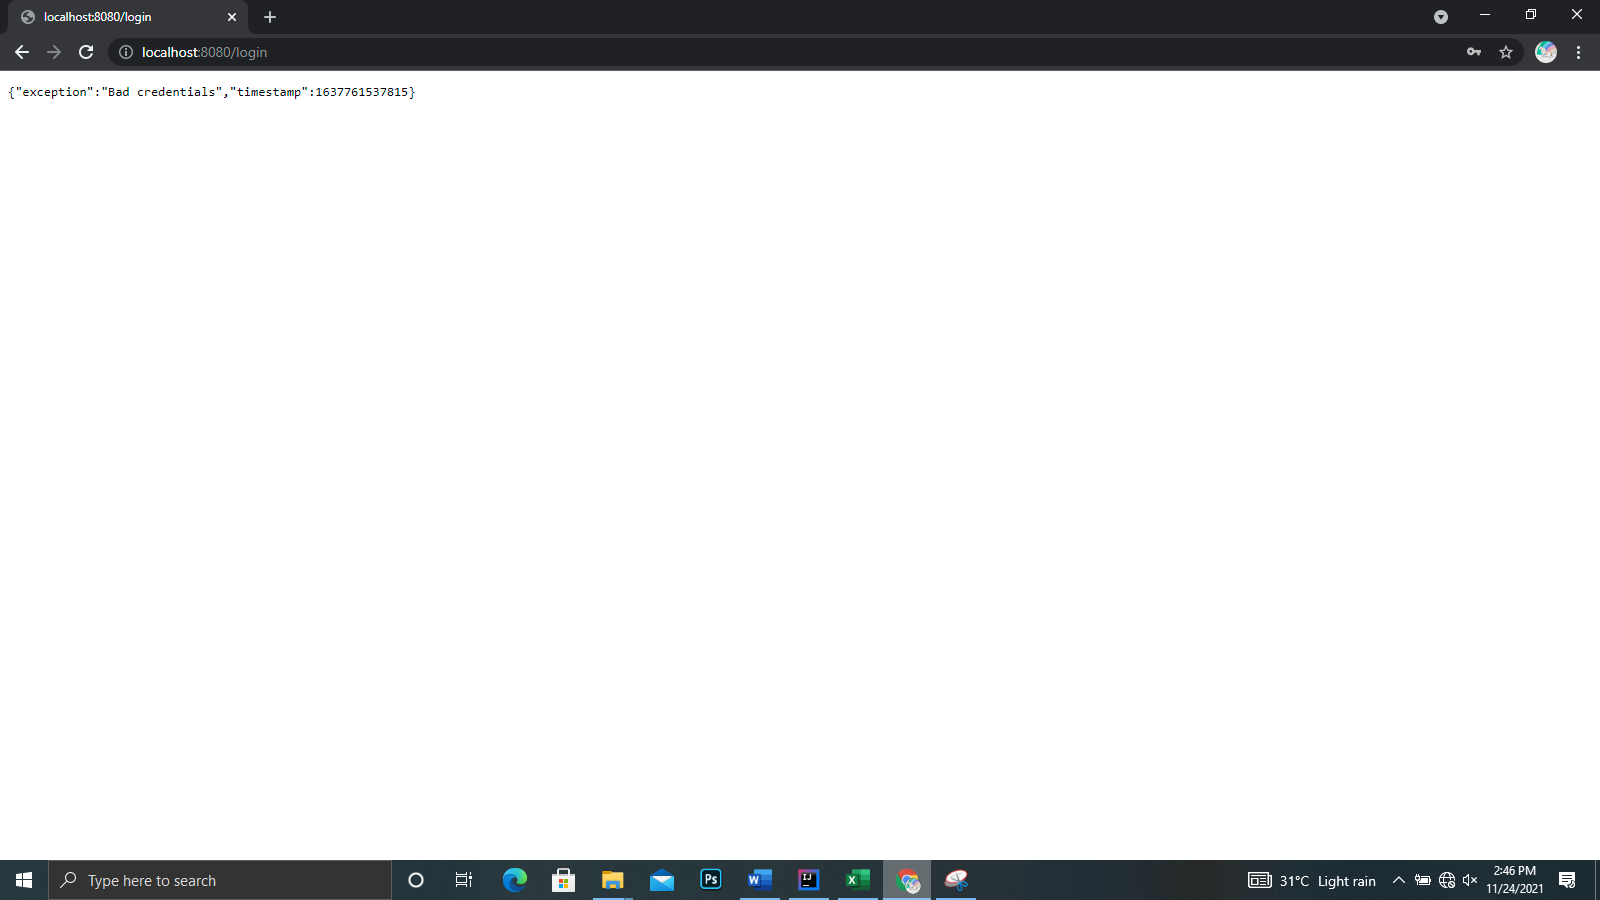 localhost:8080/login
localhost:8080/login
{"exception":"Bad credentials","timestamp":1637761537815}
Type here to search
Ps
W
IJ
X
31°C Light rain
2:46 PM
11/24/2021